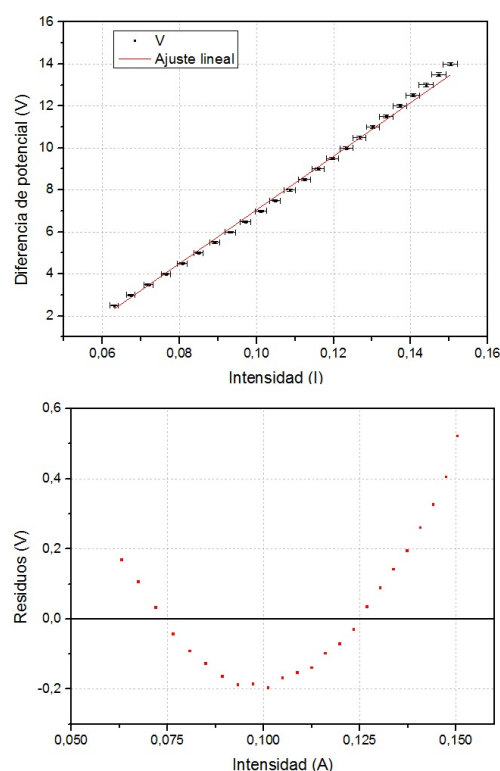 16
14
12
10
8
6
4
2
Diferencia de potencial (V)
V
Ajuste lineal
0,06 0,08 0,10 0,12 0,14 0,16
Intensidad (I)
0,6
0,4
0,2
0,0
-0,2
Residuos (V)
0,050 0,075 0,100 0,125 0,150
Intensidad (A)